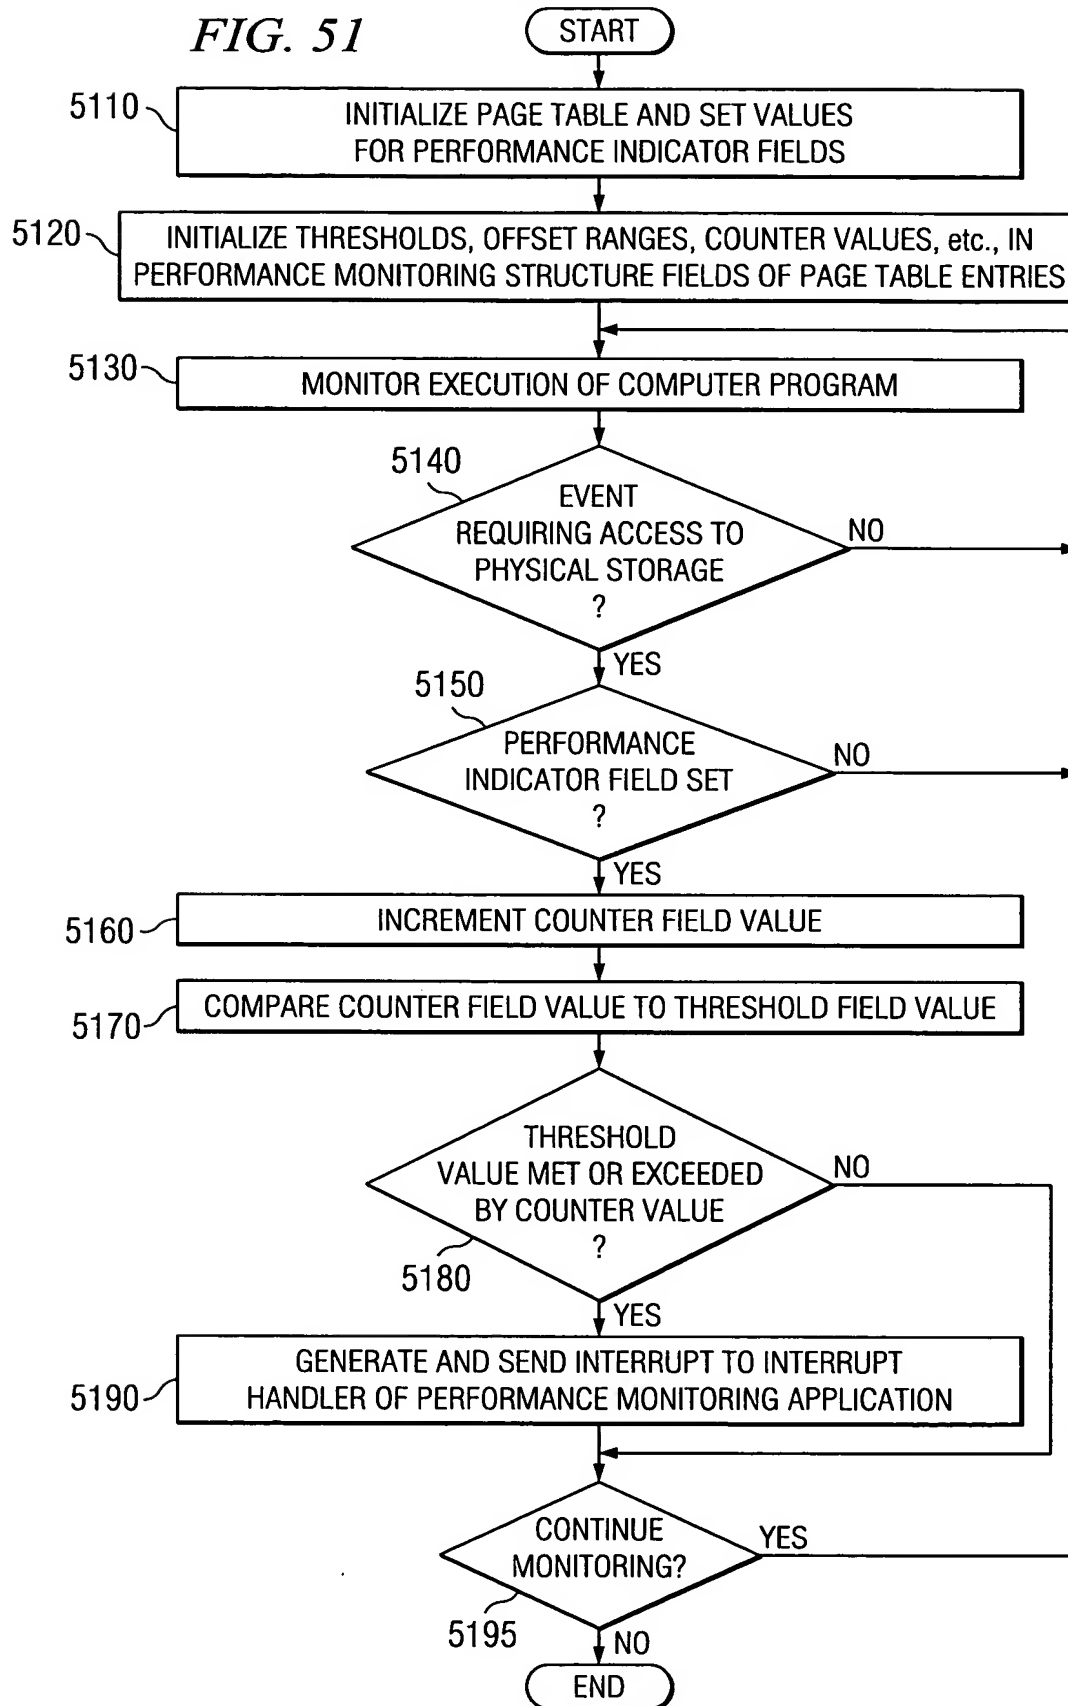 FIG. 51
START
5110
INITIALIZE PAGE TABLE AND SET VALUES
FOR PERFORMANCE INDICATOR FIELDS
5120
INITIALIZE THRESHOLDS, OFFSET RANGES, COUNTER VALUES, etc., IN
PERFORMANCE MONITORING STRUCTURE FIELDS OF PAGE TABLE ENTRIES
5130
MONITOR EXECUTION OF COMPUTER PROGRAM
5140
EVENT
REQUIRING ACCESS TO
PHYSICAL STORAGE
?
NO
YES
5150
PERFORMANCE
INDICATOR FIELD SET
?
NO
YES
5160
INCREMENT COUNTER FIELD VALUE
5170
COMPARE COUNTER FIELD VALUE TO THRESHOLD FIELD VALUE
THRESHOLD
VALUE MET OR EXCEEDED
BY COUNTER VALUE
?
NO
5180
YES
5190
GENERATE AND SEND INTERRUPT TO INTERRUPT
HANDLER OF PERFORMANCE MONITORING APPLICATION
CONTINUE
MONITORING?
YES
5195
NO
END